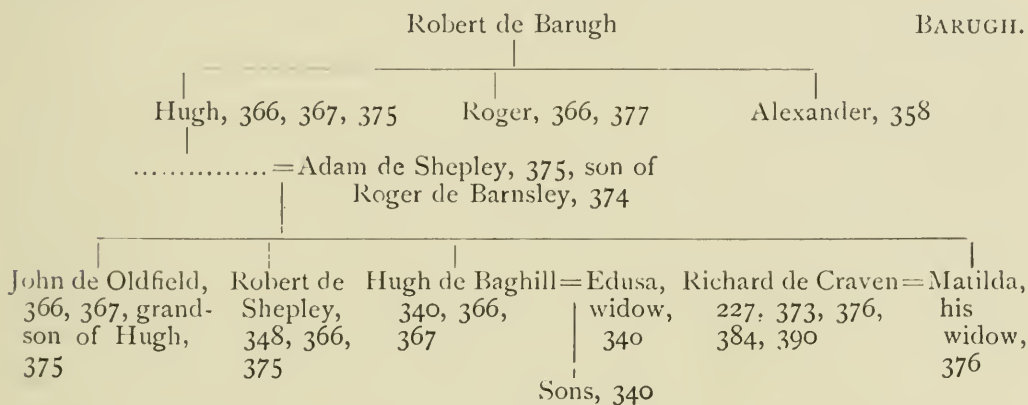 Robert de Barugh BARUGH.
Hugh, 366, 367, 375 Roger, 366, 377 Alexander, 358
............... = Adam de Shepley, 375, son of
Roger de Barnsley, 374
John de Oldfield, Robert de Hugh de Baghill = Edusa, Richard de Craven = Matilda,
366, 367, grand- Shepley, 340, 366, widow, 227. 373, 376, his
son of Hugh, 348, 366, 367 340 384, 390 widow,
375 375 376
Sons, 340